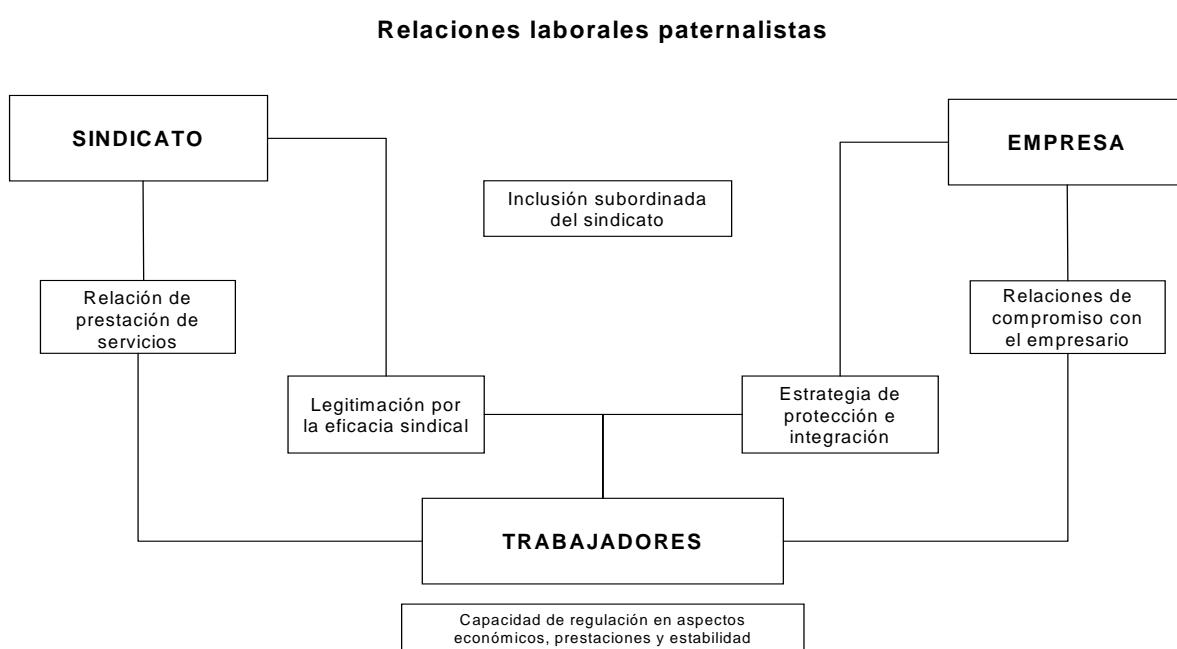 Relaciones laborales paternalistas
SINDICATO
EMPRESA
Inclusión subordinada
del sindicato
Relación de
prestación de
servicios
Relaciones de
compromiso con
el empresario
Legitimación por
la eficacia sindical
Estrategia de
protección e
integración
TRABAJADORES
Capacidad de regulación en aspectos
económicos, prestaciones y estabilidad